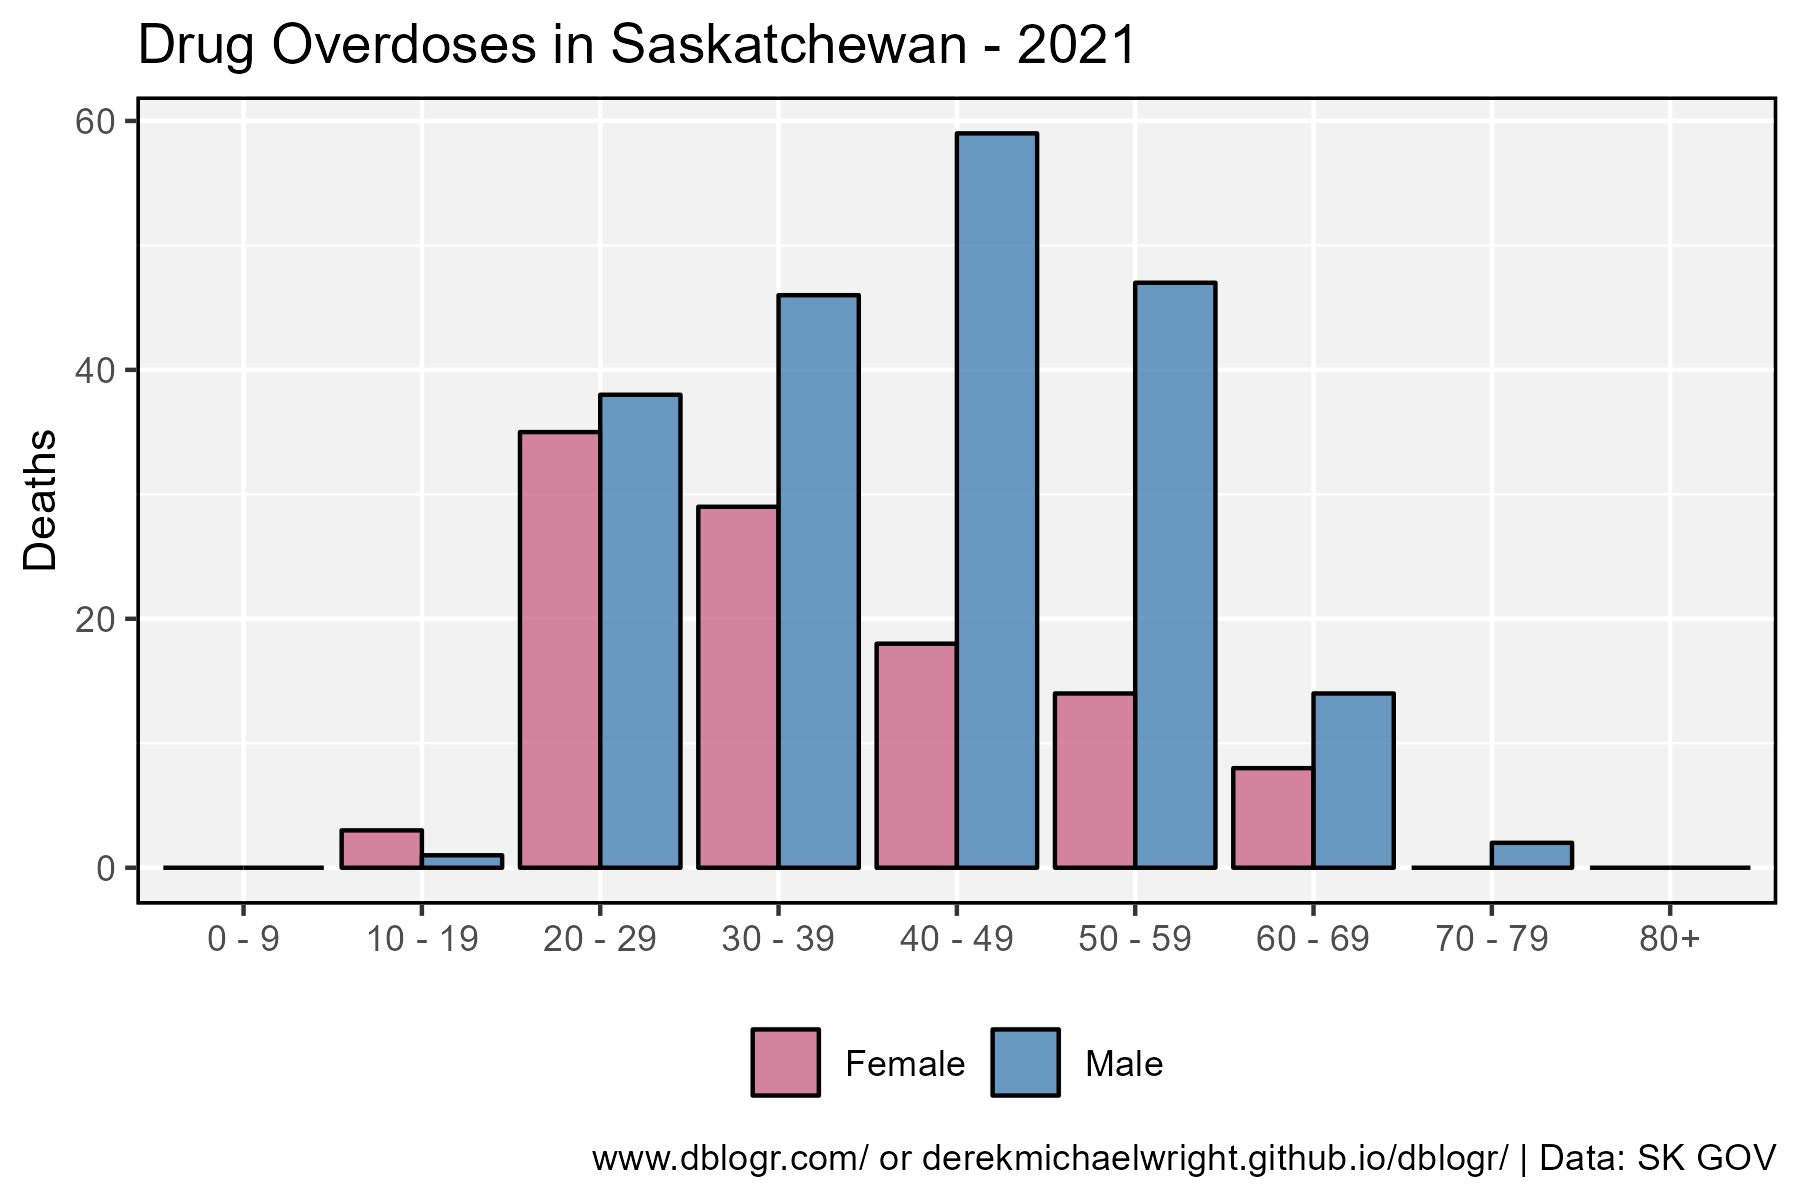 Drug Overdoses in Saskatchewan - 2021
60
40
20
0
Deaths
0 - 9
10 - 19
20 - 29
30 - 39
40 - 49
50 - 59
60 - 69
70 - 79
80+
Female
Male
www.dblogr.com/ or derekmichaelwright.github.io/dblogr/ | Data: SK GOV